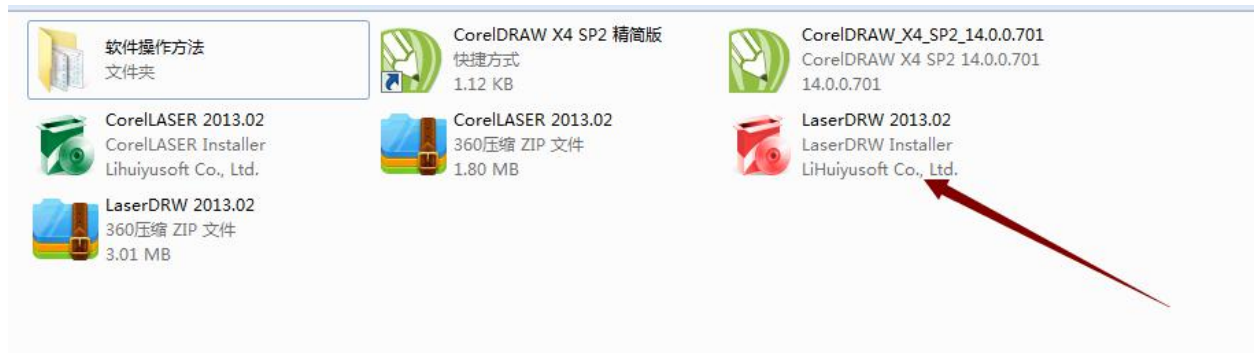 软件操作方法
文件夹
CorelDRAW X4 SP2 精简版
快捷方式
1.12 KB
CorelDRAW_X4_SP2_14.0.0.701
CorelDRAW X4 SP2 14.0.0.701
14.0.0.701
CorelLASER 2013.02
CorelLASER Installer
Lihuiyusoft Co., Ltd.
CorelLASER 2013.02
360压缩 ZIP 文件
1.80 MB
LaserDRW 2013.02
LaserDRW Installer
LiHuiyusoft Co., Ltd.
LaserDRW 2013.02
360压缩 ZIP 文件
3.01 MB